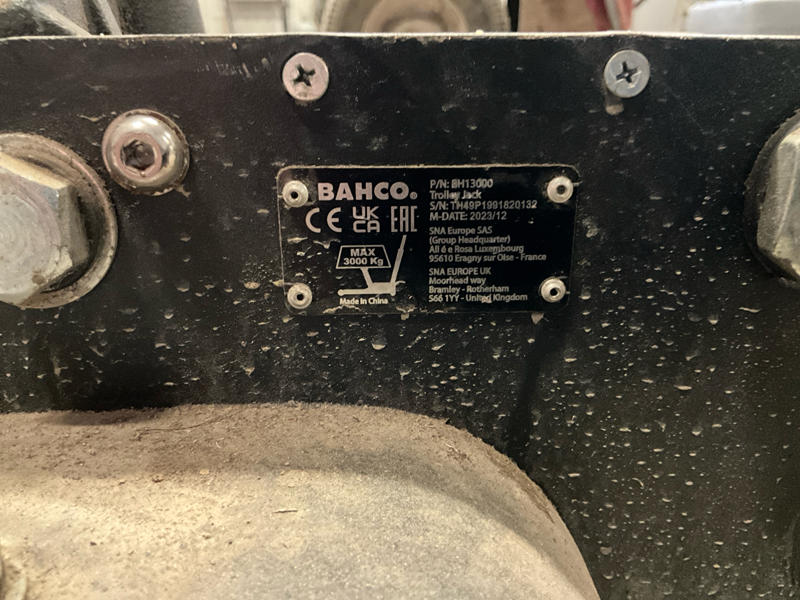 BAHCO®
CE UK CA EAC
MAX
3000 Kg
Made In China
P/N: BH13000
Trolley Jack
S/N: TH49P1991820132
M-DATE: 2023/12
SNA Europe SAS
(Group Headquarter)
All é e Rosa Luxembourg
95610 Eragny sur Oise - France
SNA EUROPE UK
Moorhead way
Bramley - Rotherham
S66 1YY - United Kingdom